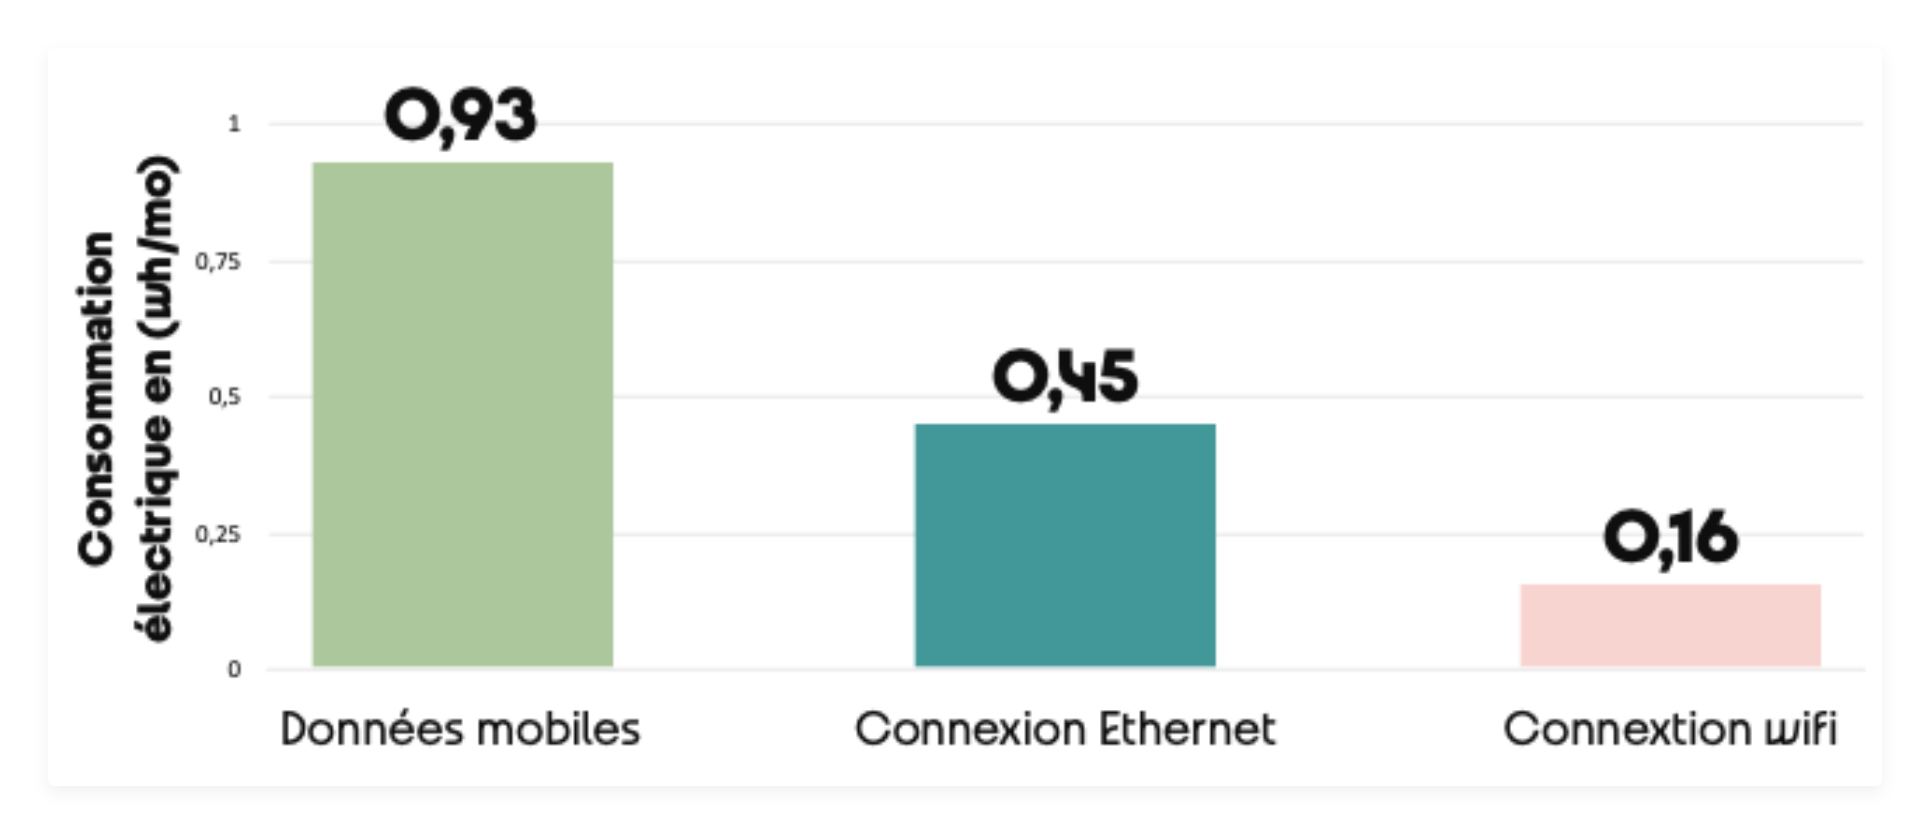 Consommation
électrique en (wh/mo)
1
0,75
0,5
0,25
0
0,93
0,45
0,16
Données mobiles
Connexion Ethernet
Connextion wifi